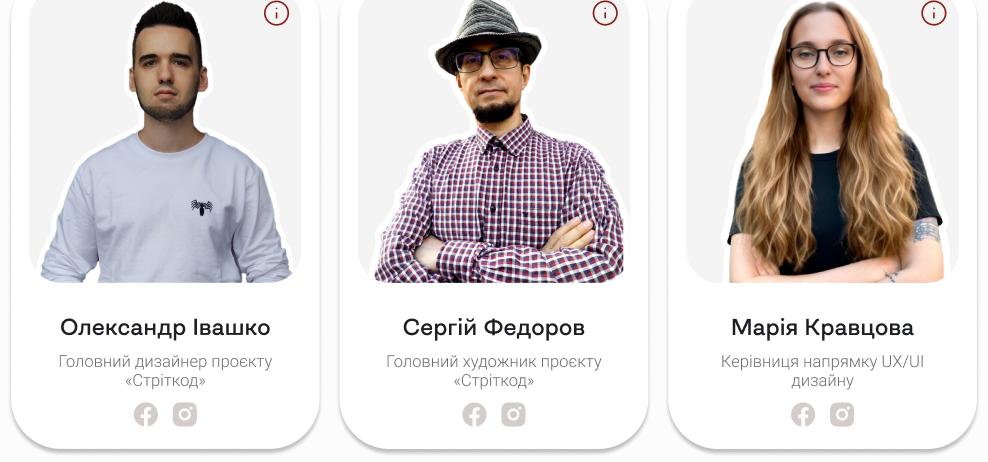 Олександр Івашко
Головний дизайнер проєкту
«Стріткод»
Сергій Федоров
Головний художник проєкту
«Стріткод»
Марія Кравцова
Керівниця напрямку UX/UI
дизайну